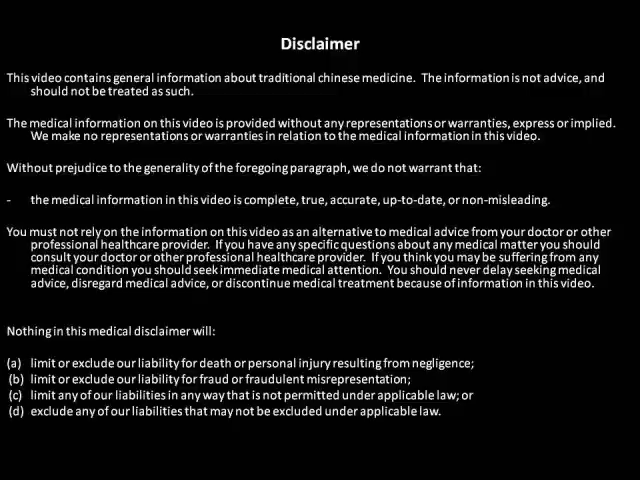 Disclaimer
This video contains general information about traditional chinese medicine. The information is not advice, and
should not be treated as such.
The medical information on this video is provided without any representations or warranties, express or implied.
We make no representations or warranties in relation to the medical information in this video.
Without prejudice to the generality of the foregoing paragraph, we do not warrant that:
- the medical information in this video is complete, true, accurate, up-to-date, or non-misleading.
You must not rely on the information on this video as an alternative to medical advice from your doctor or other
professional healthcare provider. If you have any specific questions about any medical matter you should
consult your doctor or other professional healthcare provider. If you think you may be suffering from any
medical condition you should seek immediate medical attention. You should never delay seeking medical
advice, disregard medical advice, or discontinue medical treatment because of information in this video.
Nothing in this medical disclaimer will:
(a) limit or exclude our liability for death or personal injury resulting from negligence;
(b) limit or exclude our liability for fraud or fraudulent misrepresentation;
(c) limit any of our liabilities in any way that is not permitted under applicable law; or
(d) exclude any of our liabilities that may not be excluded under applicable law.